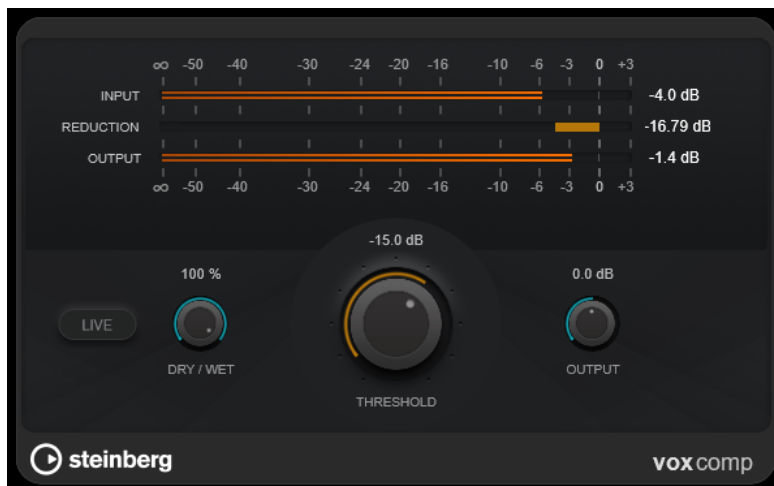 ∞ -50 -40 -30 -24 -20 -16 -10 -6 -3 0 +3
INPUT -4.0 dB
REDUCTION -16.79 dB
OUTPUT -1.4 dB
∞ -50 -40 -30 -24 -20 -16 -10 -6 -3 0 +3
-15.0 dB
100 % 0.0 dB
LIVE
DRY / WET OUTPUT
THRESHOLD
steinberg voxcomp